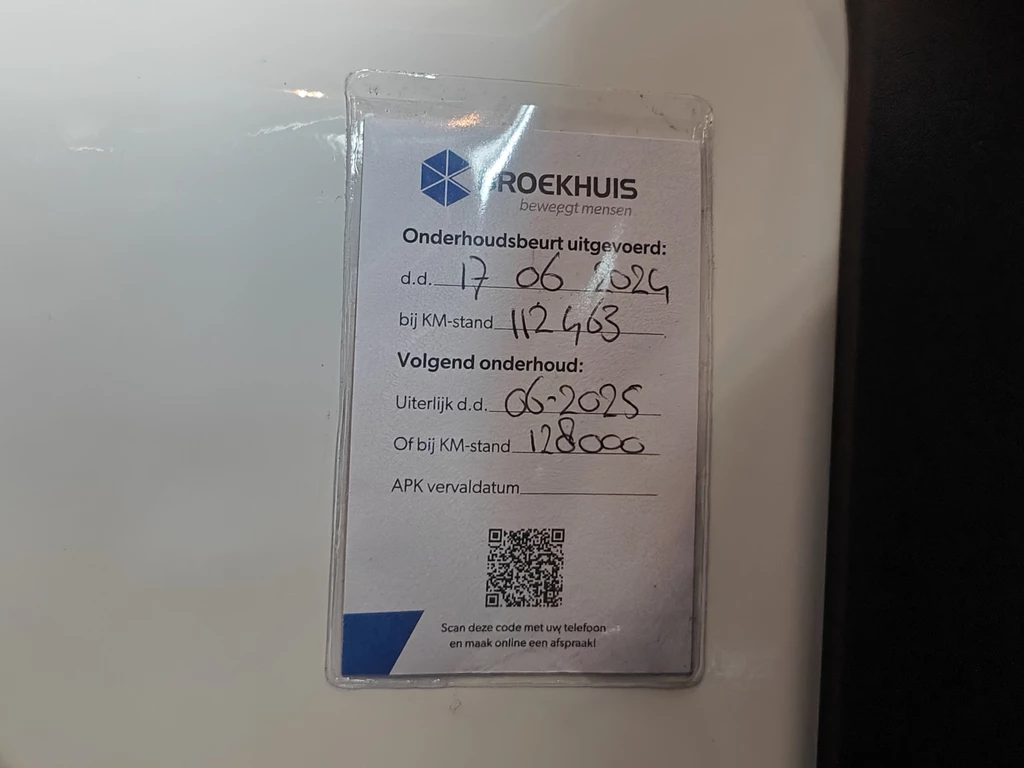 BROEKHUIS
beweegt mensen
Onderhoudsbeurt uitgevoerd:
d.d. 17 06 2024
bij KM-stand 112463
Volgend onderhoud:
Uiterlijk d.d. 06-2025
Of bij KM-stand 128000
APK vervaldatum
Scan deze code met uw telefoon
en maak online een afspraak!